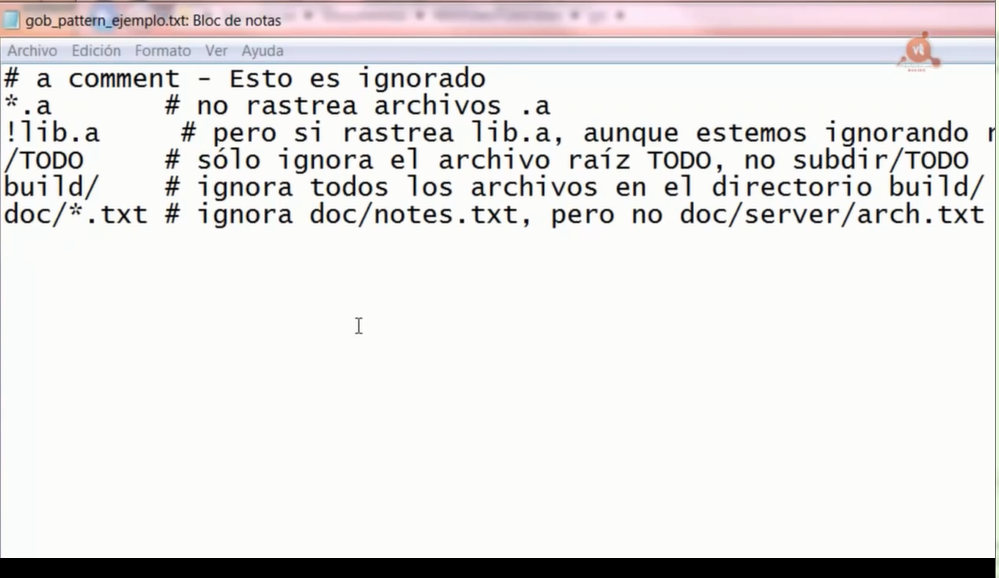 gob_pattern_ejemplo.txt: Bloc de notas
Archivo Edición Formato Ver Ayuda
# a comment - Esto es ignorado
*.a # no rastrea archivos .a
!lib.a # pero si rastrea lib.a, aunque estemos ignorando
/TODO # sólo ignora el archivo raíz TODO, no subdir/TODO
build/ # ignora todos los archivos en el directorio build/
doc/*.txt # ignora doc/notes.txt, pero no doc/server/arch.txt